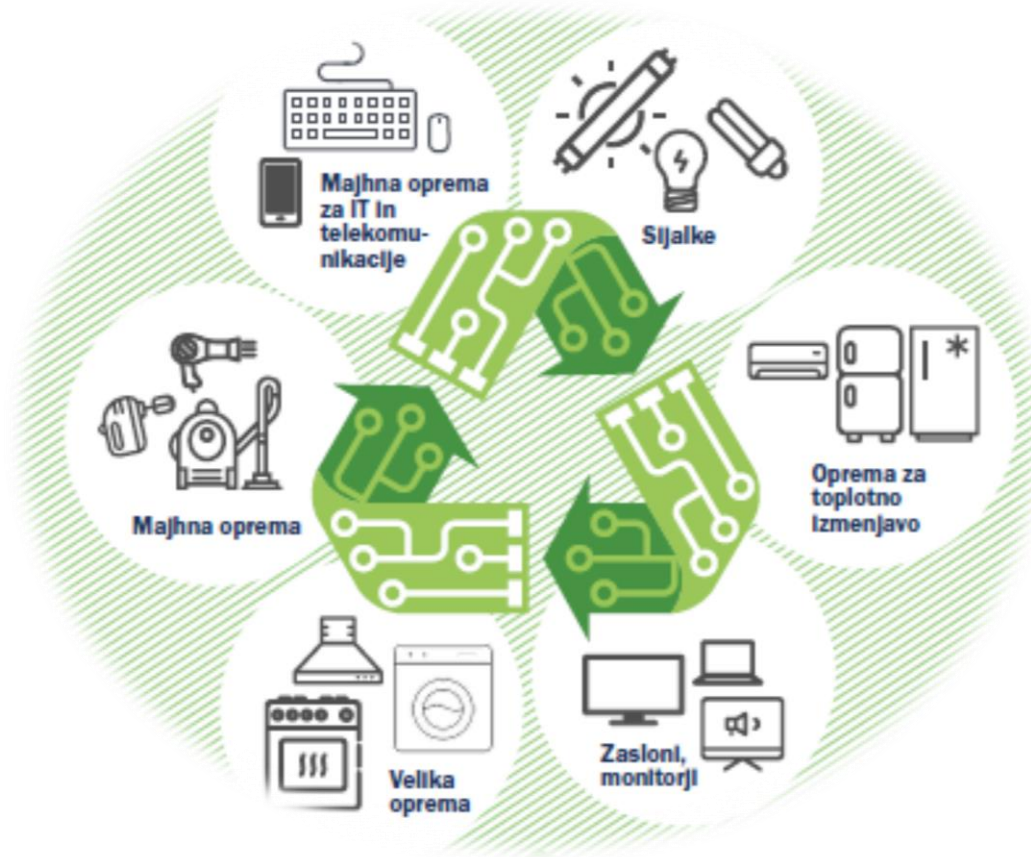 Majhna oprema
za IT in
telekomu-
nikacije
Sijalke
Oprema za
toplotno
izmenjavo
Zasloni,
monitorji
Velika
oprema
Majhna oprema